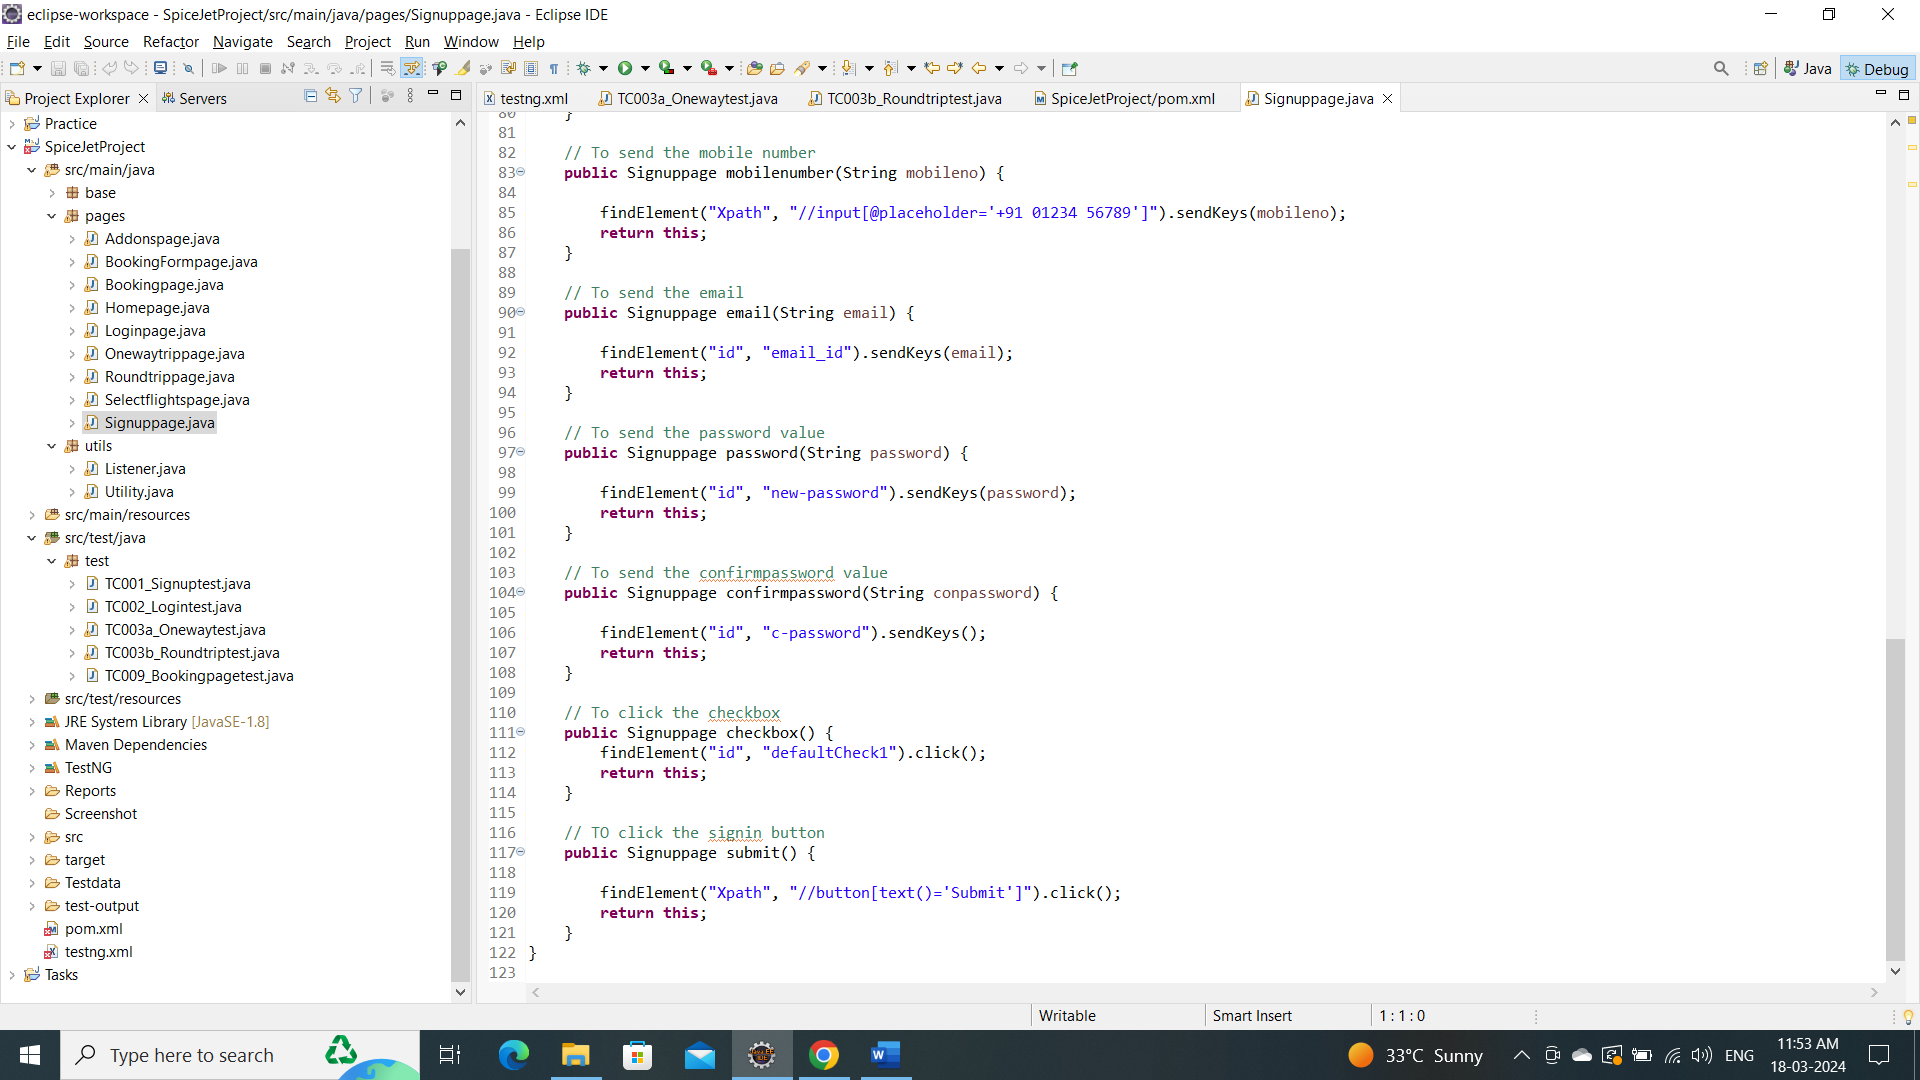 eclipse-workspace - SpiceJetProject/src/main/java/pages/Signuppage.java - Eclipse IDE
File Edit Source Refactor Navigate Search Project Run Window Help
Java Debug
Project Explorer Servers
testng.xml TC003a_Onewaytest.java TC003b_Roundtriptest.java SpiceJetProject/pom.xml Signuppage.java
Practice
SpiceJetProject
src/main/java
base
pages
Addonspage.java
BookingFormpage.java
Bookingpage.java
Homepage.java
Loginpage.java
Onewaytrippage.java
Roundtrippage.java
Selectflightspage.java
Signuppage.java
utils
Listener.java
Utility.java
src/main/resources
src/test/java
test
TC001_Signuptest.java
TC002_Logintest.java
TC003a_Onewaytest.java
TC003b_Roundtriptest.java
TC009_Bookingpagetest.java
src/test/resources
JRE System Library [JavaSE-1.8]
Maven Dependencies
TestNG
Reports
Screenshot
src
target
Testdata
test-output
pom.xml
testng.xml
Tasks
80 }
81
82 // To send the mobile number
83 public Signuppage mobilenumber(String mobileno) {
84
85 findElement("Xpath", "//input[@placeholder='+91 01234 56789']").sendKeys(mobileno);
86 return this;
87 }
88
89 // To send the email
90 public Signuppage email(String email) {
91
92 findElement("id", "email_id").sendKeys(email);
93 return this;
94 }
95
96 // To send the password value
97 public Signuppage password(String password) {
98
99 findElement("id", "new-password").sendKeys(password);
100 return this;
101 }
102
103 // To send the confirmpassword value
104 public Signuppage confirmpassword(String conpassword) {
105
106 findElement("id", "c-password").sendKeys();
107 return this;
108 }
109
110 // To click the checkbox
111 public Signuppage checkbox() {
112 findElement("id", "defaultCheck1").click();
113 return this;
114 }
115
116 // TO click the signin button
117 public Signuppage submit() {
118
119 findElement("Xpath", "//button[text()='Submit']").click();
120 return this;
121 }
122 }
123
Writable Smart Insert 1 : 1 : 0
Type here to search
33°C Sunny
ENG
11:53 AM
18-03-2024